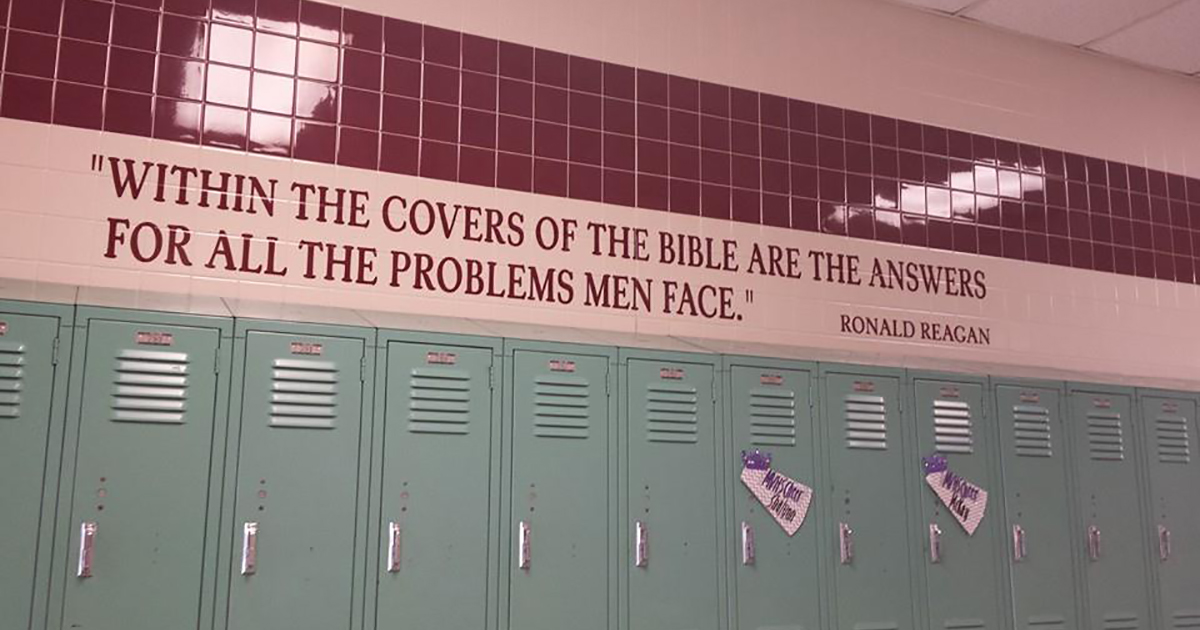 "WITHIN THE COVERS OF THE BIBLE ARE THE ANSWERS
FOR ALL THE PROBLEMS MEN FACE."
RONALD REAGAN